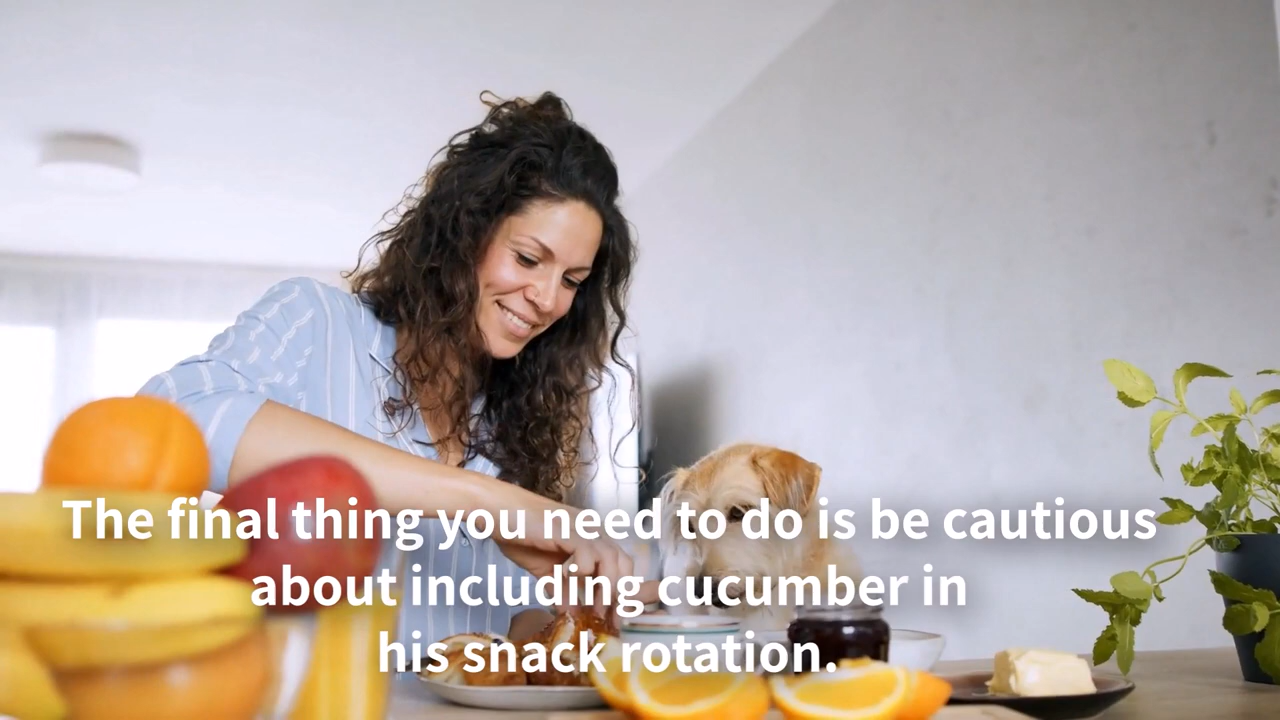 The final thing you need to do is be cautious
about including cucumber in
his snack rotation.